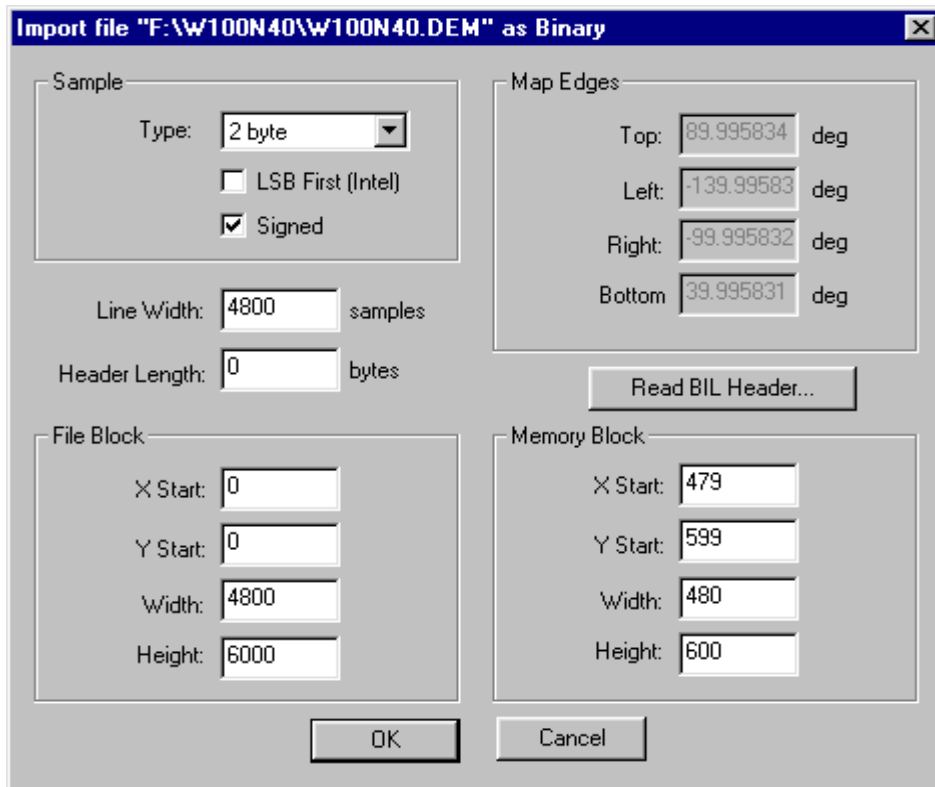 Import file "F:\W100N40\W100N40.DEM" as Binary
Sample
Type: 2 byte
LSB First (Intel)
Signed
Line Width: 4800 samples
Header Length: 0 bytes
Map Edges
Top: 89.995834 deg
Left: -139.99583 deg
Right: -99.995832 deg
Bottom 39.995831 deg
Read BIL Header...
File Block
X Start: 0
Y Start: 0
Width: 4800
Height: 6000
Memory Block
X Start: 479
Y Start: 599
Width: 480
Height: 600
OK
Cancel